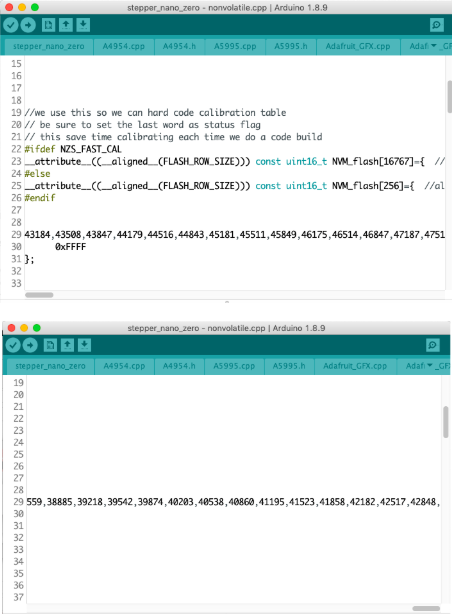 stepper_nano_zero - nonvolatile.cpp | Arduino 1.8.9
stepper_nano_zero A4954.cpp A4954.h A5995.cpp A5995.h Adafruit_GFX.cpp Adafi _GF
15
16
17
18
19 //we use this so we can hard code calibration table
20 // be sure to set the last word as status flag
21 // this save time calibrating each time we do a code build
22 #ifdef NZS_FAST_CAL
23 __attribute__((__aligned__(FLASH_ROW_SIZE))) const uint16_t NVM_flash[16767]={ //
24 #else
25 __attribute__((__aligned__(FLASH_ROW_SIZE))) const uint16_t NVM_flash[256]={ //al
26 #endif
27
28
29 43184,43508,43847,44179,44516,44843,45181,45511,45849,46175,46514,46847,47187,4751
30 0xFFFF
31 };
32
33
stepper_nano_zero - nonvolatile.cpp | Arduino 1.8.9
stepper_nano_zero A4954.cpp A4954.h A5995.cpp A5995.h Adafruit_GFX.cpp Adafi _GF
19
20
21
22
23
24
25
26
27
28
29 559,38885,39218,39542,39874,40203,40538,40860,41195,41523,41858,42182,42517,42848,
30
31
32
33
34
35
36
37